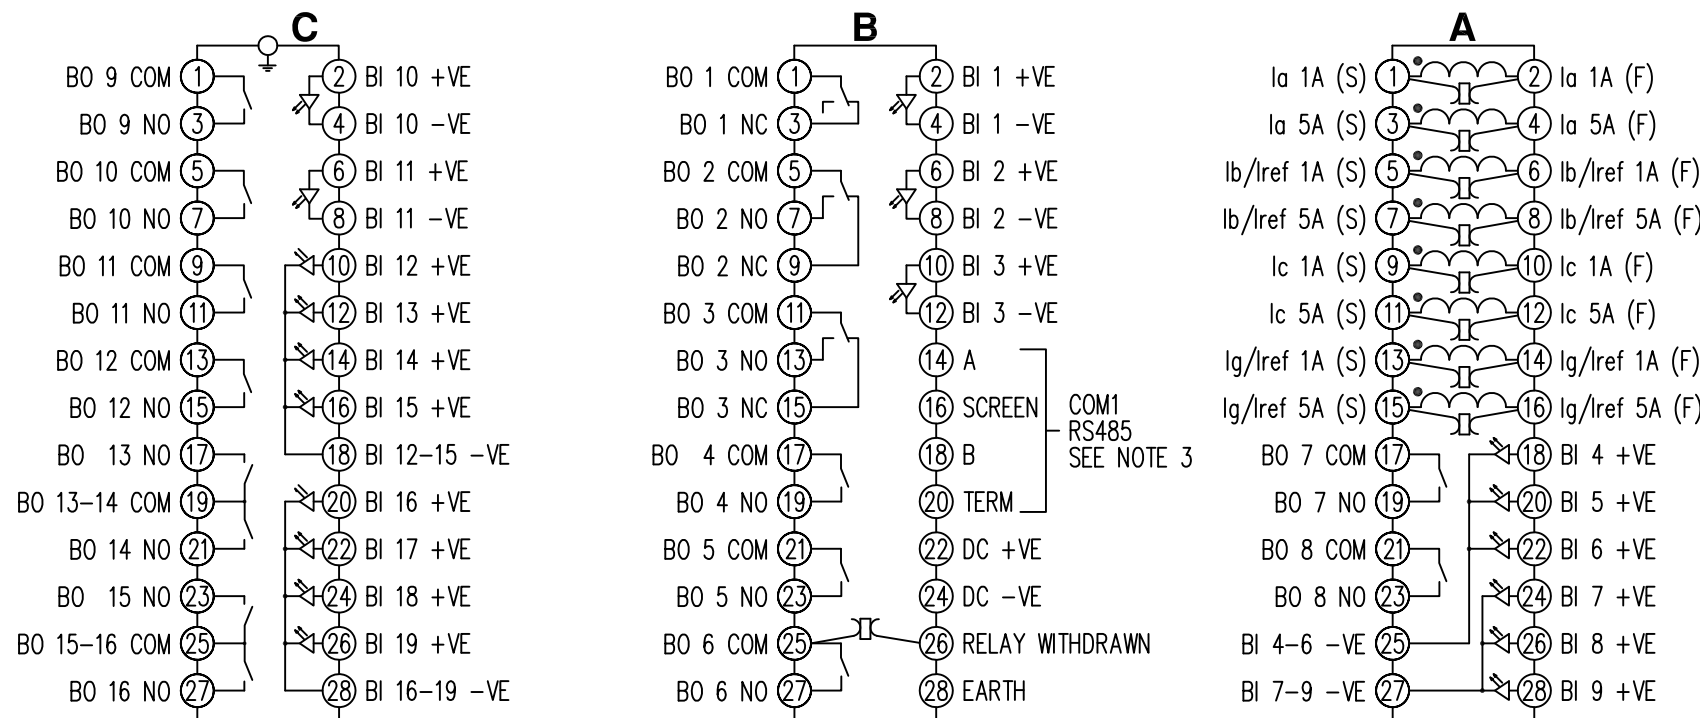 C
BO 9 COM 1 2 BI 10 +VE
BO 9 NO 3 4 BI 10 -VE
BO 10 COM 5 6 BI 11 +VE
BO 10 NO 7 8 BI 11 -VE
BO 11 COM 9 10 BI 12 +VE
BO 11 NO 11 12 BI 13 +VE
BO 12 COM 13 14 BI 14 +VE
BO 12 NO 15 16 BI 15 +VE
BO 13 NO 17 18 BI 12-15 -VE
BO 13-14 COM 19 20 BI 16 +VE
BO 14 NO 21 22 BI 17 +VE
BO 15 NO 23 24 BI 18 +VE
BO 15-16 COM 25 26 BI 19 +VE
BO 16 NO 27 28 BI 16-19 -VE
B
BO 1 COM 1 2 BI 1 +VE
BO 1 NC 3 4 BI 1 -VE
BO 2 COM 5 6 BI 2 +VE
BO 2 NO 7 8 BI 2 -VE
BO 2 NC 9 10 BI 3 +VE
BO 3 COM 11 12 BI 3 -VE
BO 3 NO 13 14 A
BO 3 NC 15 16 SCREEN
BO 4 COM 17 18 B
BO 4 NO 19 20 TERM
BO 5 COM 21 22 DC +VE
BO 5 NO 23 24 DC -VE
BO 6 COM 25 26 RELAY WITHDRAWN
BO 6 NO 27 28 EARTH
COM1
RS485
SEE NOTE 3
A
Ia 1A (S) 1 2 Ia 1A (F)
Ia 5A (S) 3 4 Ia 5A (F)
Ib/Iref 1A (S) 5 6 Ib/Iref 1A (F)
Ib/Iref 5A (S) 7 8 Ib/Iref 5A (F)
Ic 1A (S) 9 10 Ic 1A (F)
Ic 5A (S) 11 12 Ic 5A (F)
Ig/Iref 1A (S) 13 14 Ig/Iref 1A (F)
Ig/Iref 5A (S) 15 16 Ig/Iref 5A (F)
BO 7 COM 17 18 BI 4 +VE
BO 7 NO 19 20 BI 5 +VE
BO 8 COM 21 22 BI 6 +VE
BO 8 NO 23 24 BI 7 +VE
BI 4-6 -VE 25 26 BI 8 +VE
BI 7-9 -VE 27 28 BI 9 +VE